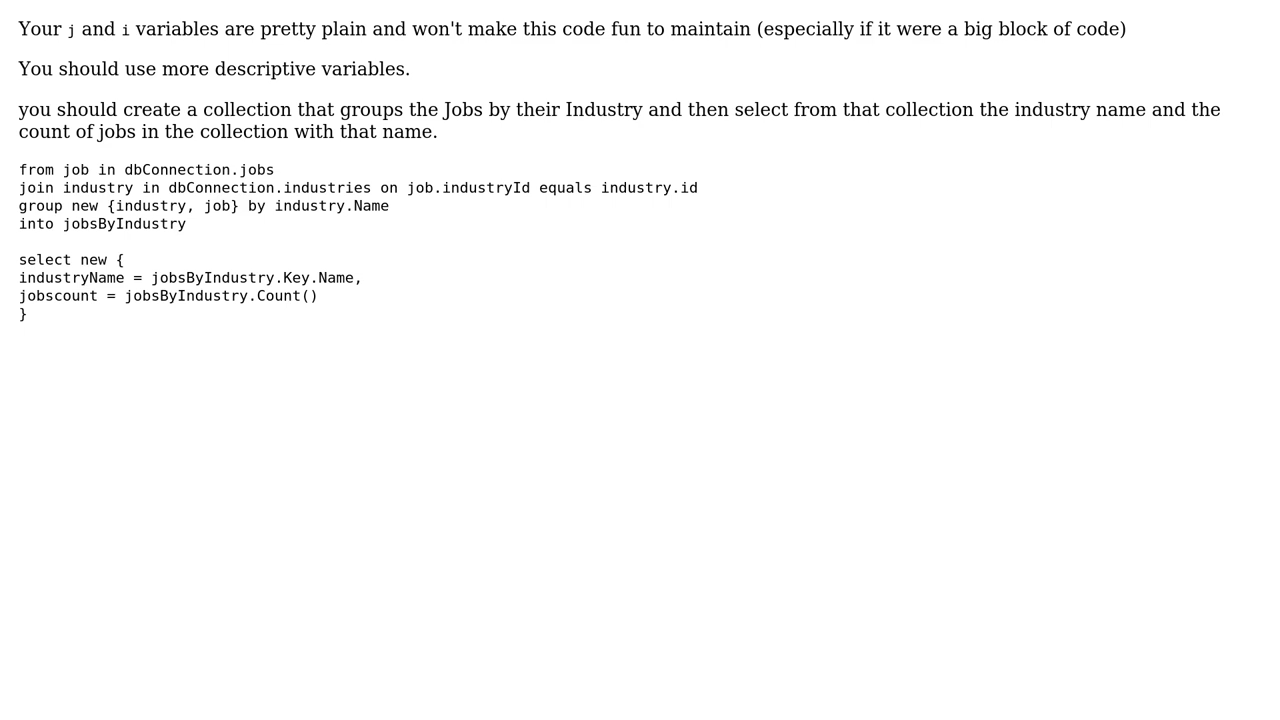 Your j and i variables are pretty plain and won't make this code fun to maintain (especially if it were a big block of code)
You should use more descriptive variables.
you should create a collection that groups the Jobs by their Industry and then select from that collection the industry name and the
count of jobs in the collection with that name.
from job in dbConnection.jobs
join industry in dbConnection.industries on job.industryId equals industry.id
group new {industry, job} by industry.Name
into jobsByIndustry
select new {
industryName = jobsByIndustry.Key.Name,
jobscount = jobsByIndustry.Count()
}